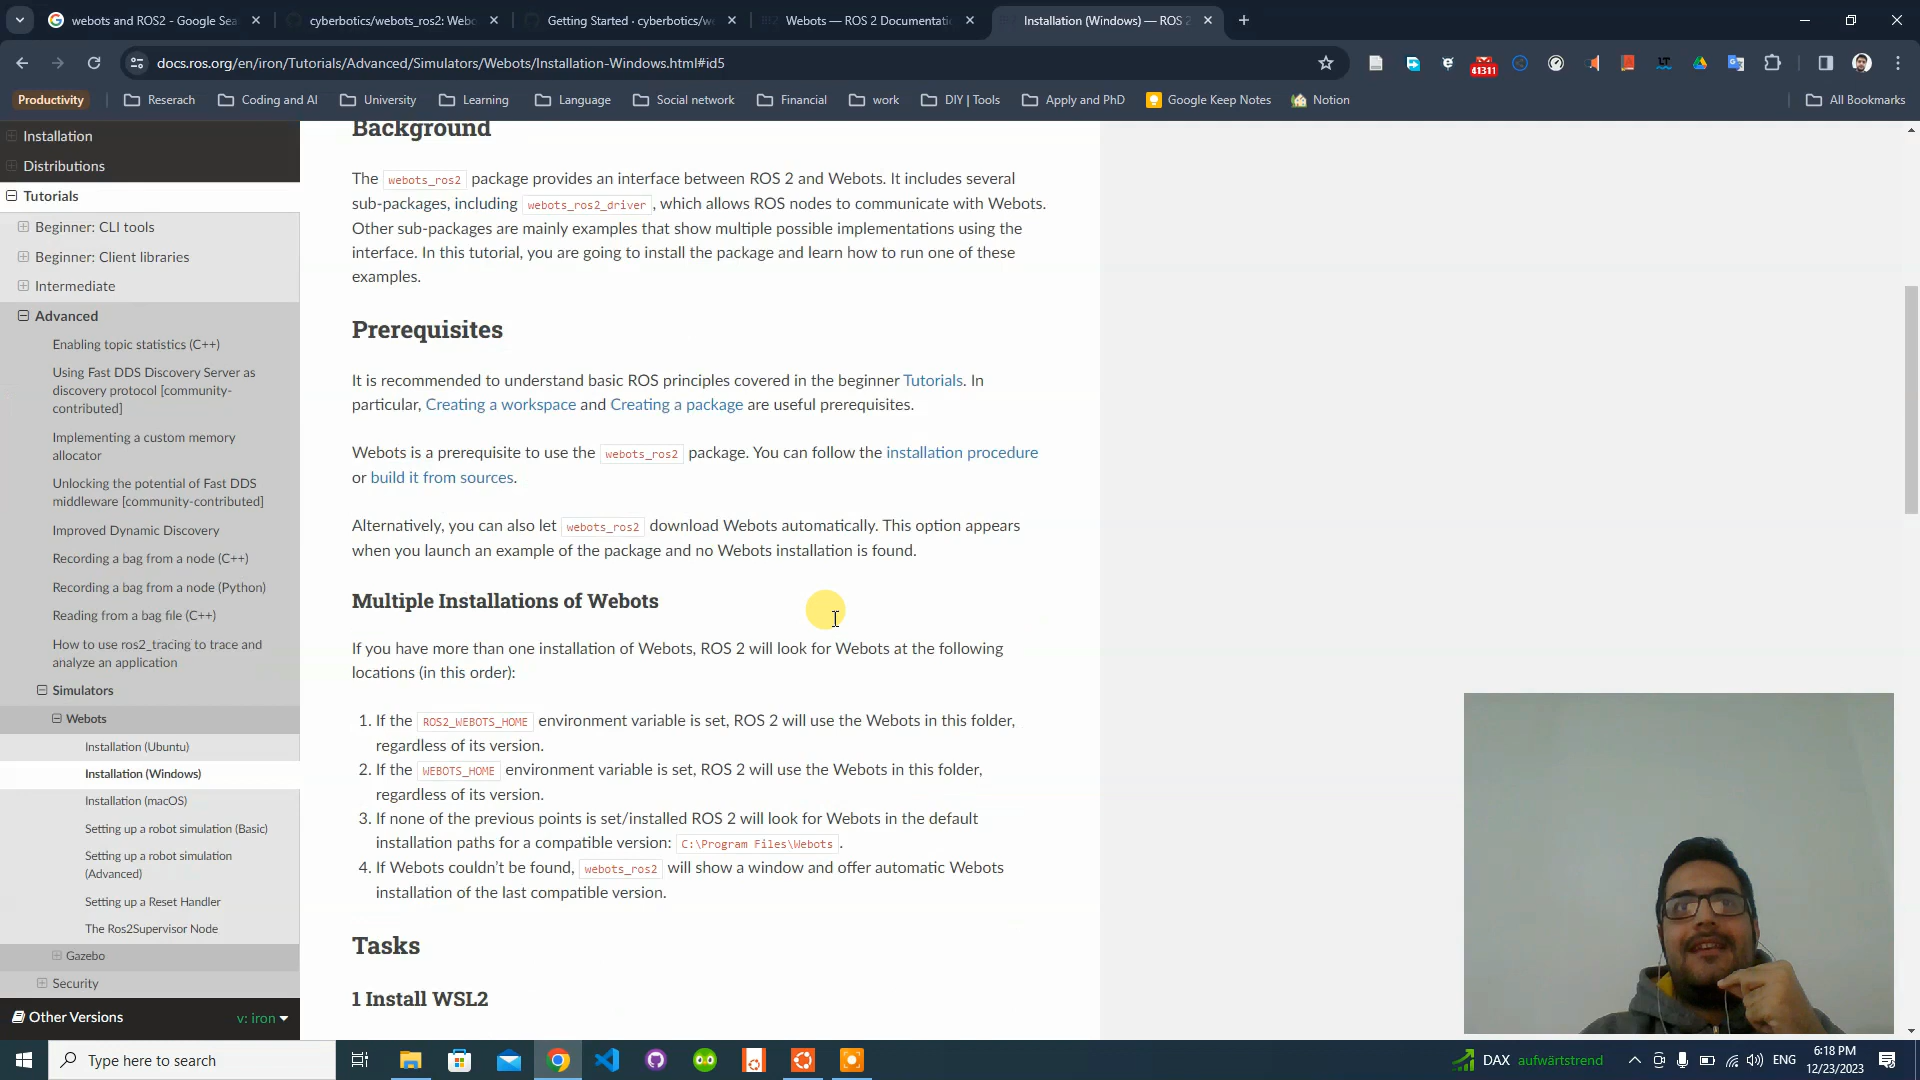 webots and ROS2 - Google Sea
cyberbotics/webots_ros2: Webo
Getting Started · cyberbotics/we
Webots — ROS 2 Documentati
Installation (Windows) — ROS 2
docs.ros.org/en/iron/Tutorials/Advanced/Simulators/Webots/Installation-Windows.html#id5
41311
Productivity
Reserach
Coding and AI
University
Learning
Language
Social network
Financial
work
DIY | Tools
Apply and PhD
Google Keep Notes
Notion
All Bookmarks
Installation
Distributions
Tutorials
Beginner: CLI tools
Beginner: Client libraries
Intermediate
Advanced
Enabling topic statistics (C++)
Using Fast DDS Discovery Server as
discovery protocol [community-
contributed]
Implementing a custom memory
allocator
Unlocking the potential of Fast DDS
middleware [community-contributed]
Improved Dynamic Discovery
Recording a bag from a node (C++)
Recording a bag from a node (Python)
Reading from a bag file (C++)
How to use ros2_tracing to trace and
analyze an application
Simulators
Webots
Installation (Ubuntu)
Installation (Windows)
Installation (macOS)
Setting up a robot simulation (Basic)
Setting up a robot simulation
(Advanced)
Setting up a Reset Handler
The Ros2Supervisor Node
Gazebo
Security
Other Versions
v: iron
Background
The webots_ros2 package provides an interface between ROS 2 and Webots. It includes several
sub-packages, including webots_ros2_driver, which allows ROS nodes to communicate with Webots.
Other sub-packages are mainly examples that show multiple possible implementations using the
interface. In this tutorial, you are going to install the package and learn how to run one of these
examples.
Prerequisites
It is recommended to understand basic ROS principles covered in the beginner Tutorials. In
particular, Creating a workspace and Creating a package are useful prerequisites.
Webots is a prerequisite to use the webots_ros2 package. You can follow the installation procedure
or build it from sources.
Alternatively, you can also let webots_ros2 download Webots automatically. This option appears
when you launch an example of the package and no Webots installation is found.
Multiple Installations of Webots
If you have more than one installation of Webots, ROS 2 will look for Webots at the following
locations (in this order):
1. If the ROS2_WEBOTS_HOME environment variable is set, ROS 2 will use the Webots in this folder,
regardless of its version.
2. If the WEBOTS_HOME environment variable is set, ROS 2 will use the Webots in this folder,
regardless of its version.
3. If none of the previous points is set/installed ROS 2 will look for Webots in the default
installation paths for a compatible version: C:\Program Files\Webots.
4. If Webots couldn't be found, webots_ros2 will show a window and offer automatic Webots
installation of the last compatible version.
Tasks
1 Install WSL2
Type here to search
DAX aufwärtstrend
ENG
6:18 PM
12/23/2023